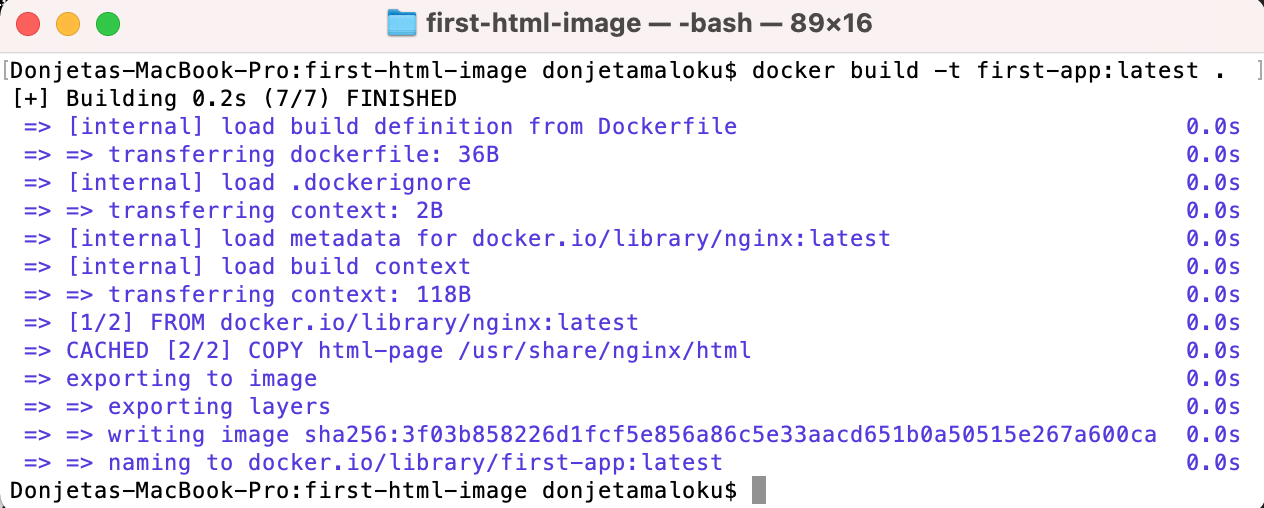 first-html-image — -bash — 89×16
[Donjetas-MacBook-Pro:first-html-image donjetamaloku$ docker build -t first-app:latest . ]
[+] Building 0.2s (7/7) FINISHED
=> [internal] load build definition from Dockerfile 0.0s
=> => transferring dockerfile: 36B 0.0s
=> [internal] load .dockerignore 0.0s
=> => transferring context: 2B 0.0s
=> [internal] load metadata for docker.io/library/nginx:latest 0.0s
=> [internal] load build context 0.0s
=> => transferring context: 118B 0.0s
=> [1/2] FROM docker.io/library/nginx:latest 0.0s
=> CACHED [2/2] COPY html-page /usr/share/nginx/html 0.0s
=> exporting to image 0.0s
=> => exporting layers 0.0s
=> => writing image sha256:3f03b858226d1fcf5e856a86c5e33aacd651b0a50515e267a600ca 0.0s
=> => naming to docker.io/library/first-app:latest 0.0s
Donjetas-MacBook-Pro:first-html-image donjetamaloku$